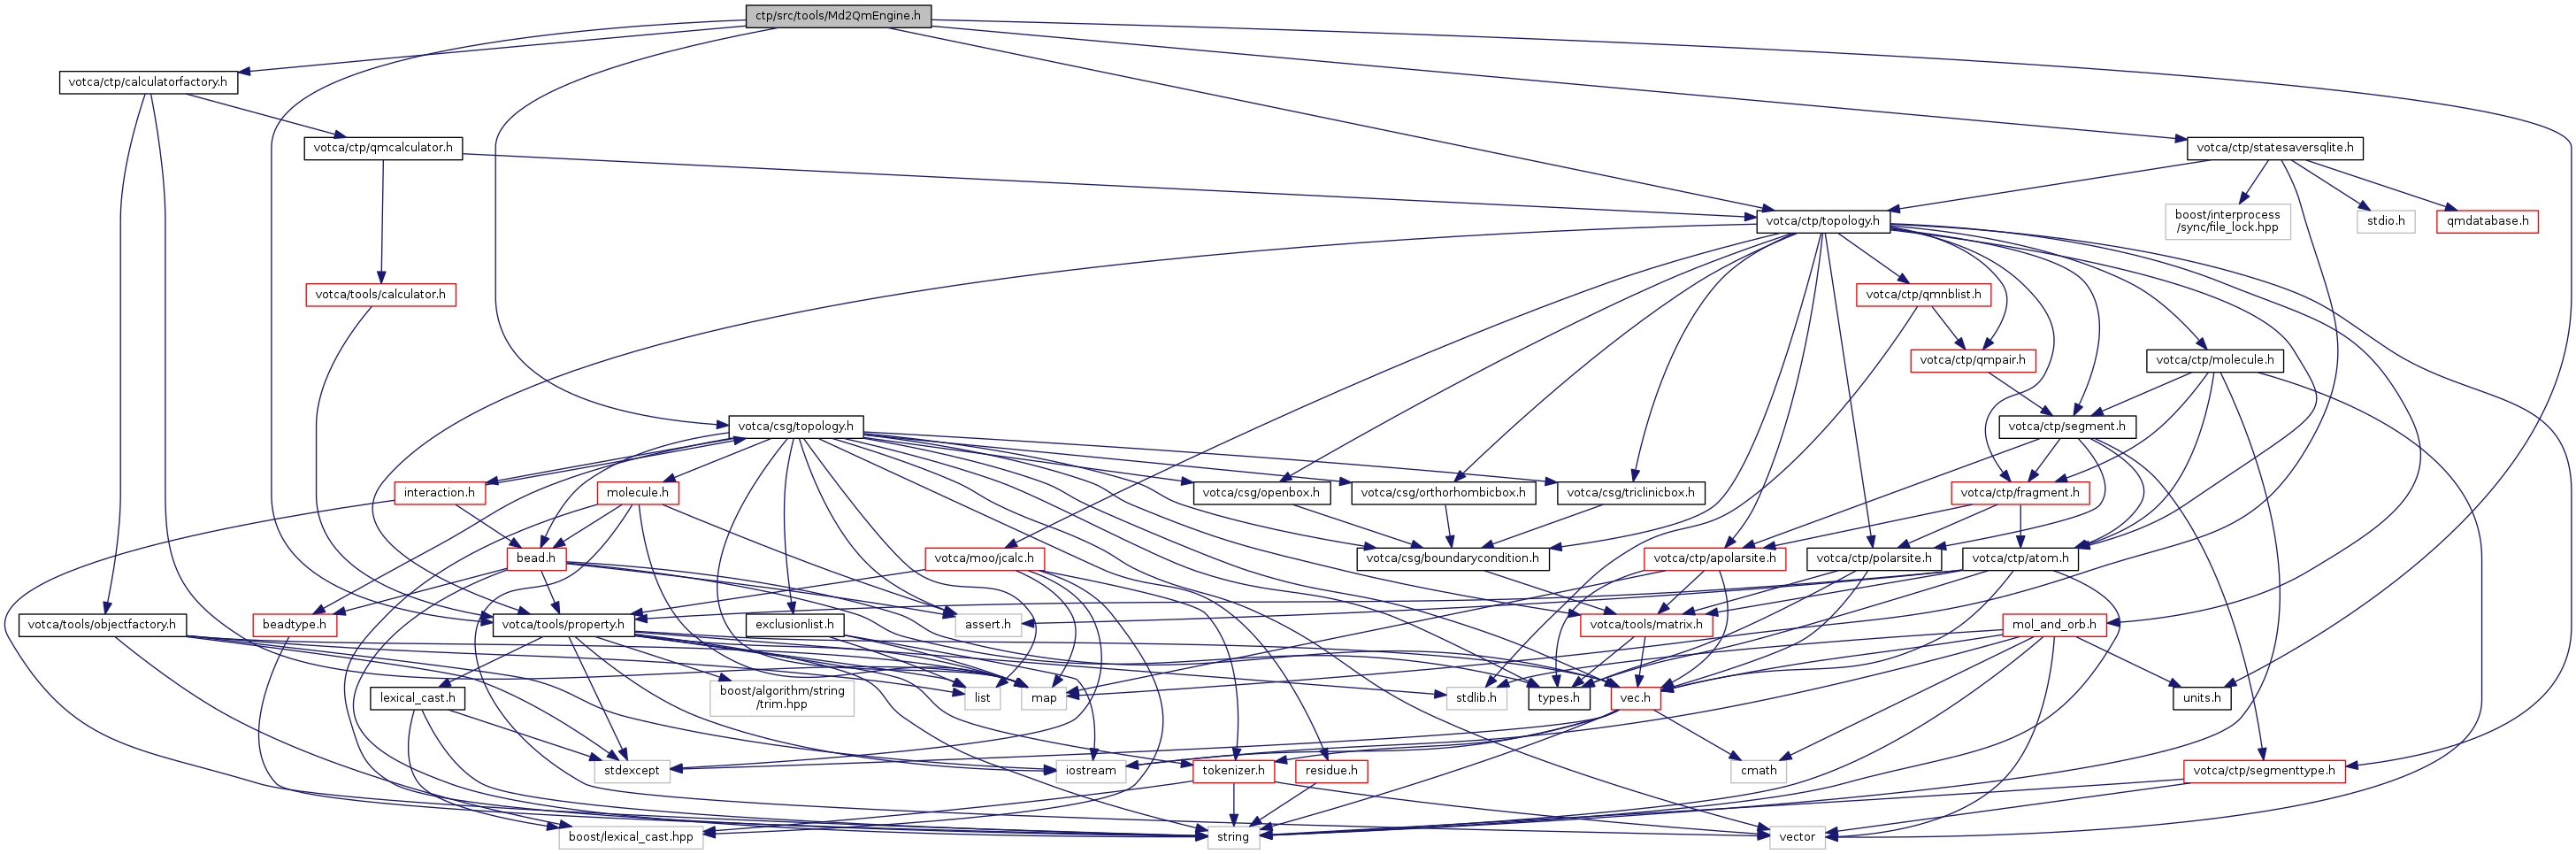 ctp/src/tools/Md2QmEngine.h
votca/ctp/calculatorfactory.h
votca/ctp/qmcalculator.h
votca/ctp/statesaversqlite.h
votca/ctp/topology.h
boost/interprocess
/sync/file_lock.hpp
stdio.h
qmdatabase.h
votca/tools/calculator.h
votca/ctp/qmnblist.h
votca/ctp/qmpair.h
votca/ctp/molecule.h
votca/csg/topology.h
votca/ctp/segment.h
interaction.h
molecule.h
votca/csg/openbox.h
votca/csg/orthorhombicbox.h
votca/csg/triclinicbox.h
votca/ctp/fragment.h
bead.h
votca/moo/jcalc.h
votca/csg/boundarycondition.h
votca/ctp/apolarsite.h
votca/ctp/polarsite.h
votca/ctp/atom.h
votca/tools/objectfactory.h
beadtype.h
votca/tools/property.h
exclusionlist.h
assert.h
votca/tools/matrix.h
mol_and_orb.h
lexical_cast.h
boost/algorithm/string
/trim.hpp
list
map
stdlib.h
types.h
vec.h
units.h
stdexcept
iostream
tokenizer.h
residue.h
cmath
votca/ctp/segmenttype.h
boost/lexical_cast.hpp
string
vector